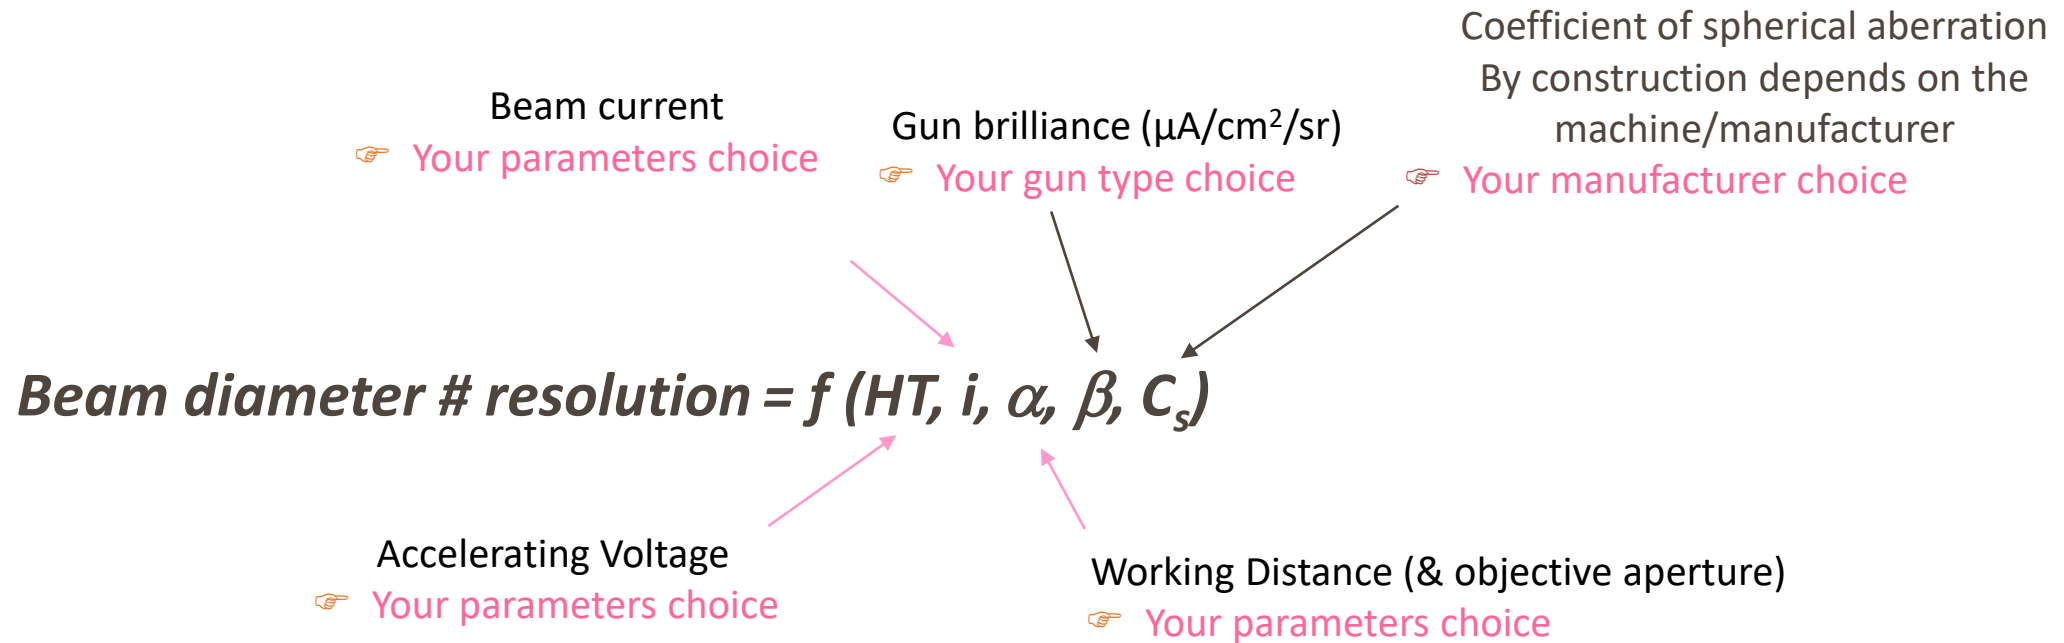 Coefficient of spherical aberration
By construction depends on the
machine/manufacturer
☞ Your manufacturer choice
Beam current
☞ Your parameters choice
Gun brilliance (µA/cm²/sr)
☞ Your gun type choice
Beam diameter # resolution = f (HT, i, α, β, Cₛ)
Accelerating Voltage
☞ Your parameters choice
Working Distance (& objective aperture)
☞ Your parameters choice